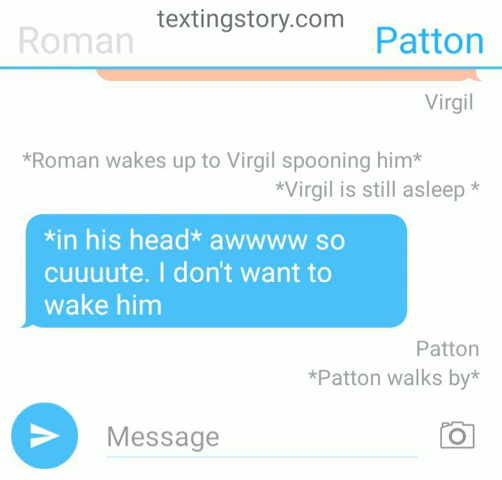 textingstory.com
Roman
Patton
Virgil
*Roman wakes up to Virgil spooning him*
*Virgil is still asleep *
*in his head* awwww so
cuuuute. I don't want to
wake him
Patton
*Patton walks by*
Message